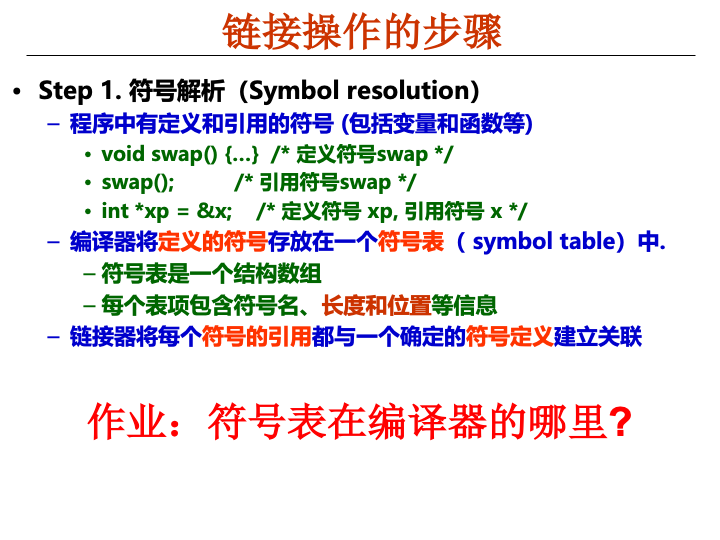 链接操作的步骤
• Step 1. 符号解析（Symbol resolution）
– 程序中有定义和引用的符号 (包括变量和函数等)
• void swap() {…} /* 定义符号swap */
• swap(); /* 引用符号swap */
• int *xp = &x; /* 定义符号 xp, 引用符号 x */
– 编译器将定义的符号存放在一个符号表（ symbol table）中.
– 符号表是一个结构数组
– 每个表项包含符号名、长度和位置等信息
– 链接器将每个符号的引用都与一个确定的符号定义建立关联
作业：符号表在编译器的哪里?